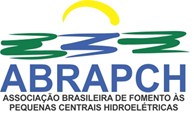 ABRAPCH
ASSOCIAÇÃO BRASILEIRA DE FOMENTO ÀS
PEQUENAS CENTRAIS HIDROELÉTRICAS